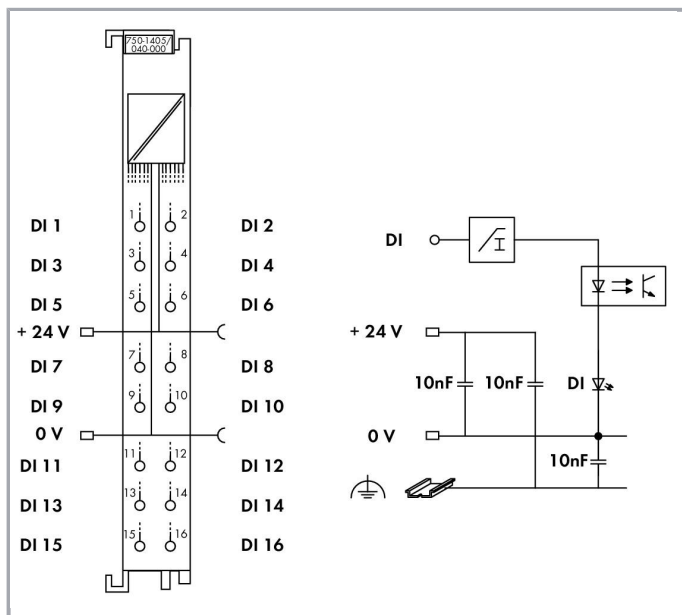 750-1405/
040-000
1 2
DI 1 DI 2
3 4
DI 3 DI 4
5 6
DI 5 DI 6
+ 24 V
7 8
DI 7 DI 8
9 10
DI 9 DI 10
0 V
11 12
DI 11 DI 12
13 14
DI 13 DI 14
15 16
DI 15 DI 16
DI I
+ 24 V
10nF 10nF DI
0 V
10nF